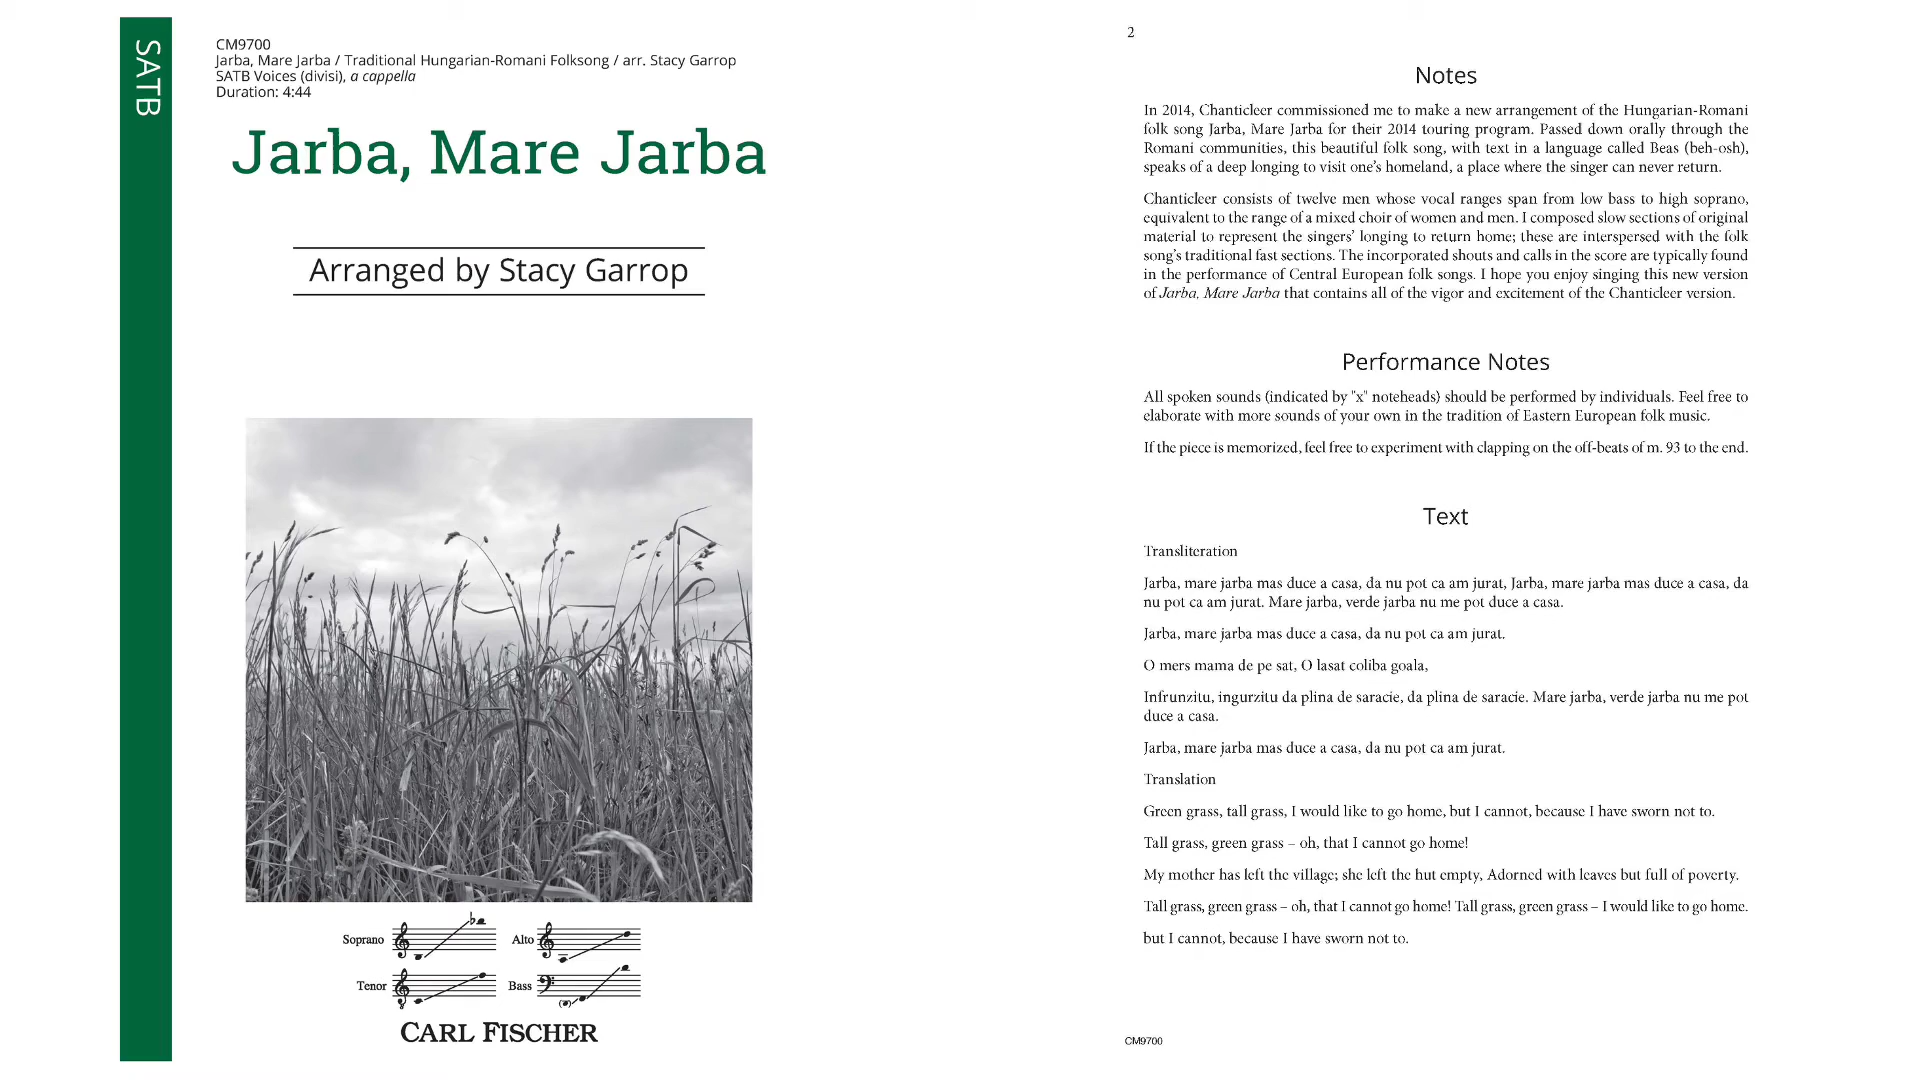 SATB
CM9700
Jarba, Mare Jarba / Traditional Hungarian-Romani Folksong / arr. Stacy Garrop
SATB Voices (divisi), a cappella
Duration: 4:44
Jarba, Mare Jarba
Arranged by Stacy Garrop
Soprano
Alto
Tenor
Bass
CARL FISCHER
2
Notes
In 2014, Chanticleer commissioned me to make a new arrangement of the Hungarian-Romani
folk song Jarba, Mare Jarba for their 2014 touring program. Passed down orally through the
Romani communities, this beautiful folk song, with text in a language called Beas (beh-osh),
speaks of a deep longing to visit one's homeland, a place where the singer can never return.
Chanticleer consists of twelve men whose vocal ranges span from low bass to high soprano,
equivalent to the range of a mixed choir of women and men. I composed slow sections of original
material to represent the singers' longing to return home; these are interspersed with the folk
song's traditional fast sections. The incorporated shouts and calls in the score are typically found
in the performance of Central European folk songs. I hope you enjoy singing this new version
of Jarba, Mare Jarba that contains all of the vigor and excitement of the Chanticleer version.
Performance Notes
All spoken sounds (indicated by "x" noteheads) should be performed by individuals. Feel free to
elaborate with more sounds of your own in the tradition of Eastern European folk music.
If the piece is memorized, feel free to experiment with clapping on the off-beats of m. 93 to the end.
Text
Transliteration
Jarba, mare jarba mas duce a casa, da nu pot ca am jurat, Jarba, mare jarba mas duce a casa, da
nu pot ca am jurat. Mare jarba, verde jarba nu me pot duce a casa.
Jarba, mare jarba mas duce a casa, da nu pot ca am jurat.
O mers mama de pe sat, O lasat coliba goala,
Infrunzitu, ingurzitu da plina de saracie, da plina de saracie. Mare jarba, verde jarba nu me pot
duce a casa.
Jarba, mare jarba mas duce a casa, da nu pot ca am jurat.
Translation
Green grass, tall grass, I would like to go home, but I cannot, because I have sworn not to.
Tall grass, green grass – oh, that I cannot go home!
My mother has left the village; she left the hut empty, Adorned with leaves but full of poverty.
Tall grass, green grass – oh, that I cannot go home! Tall grass, green grass – I would like to go home.
but I cannot, because I have sworn not to.
CM9700